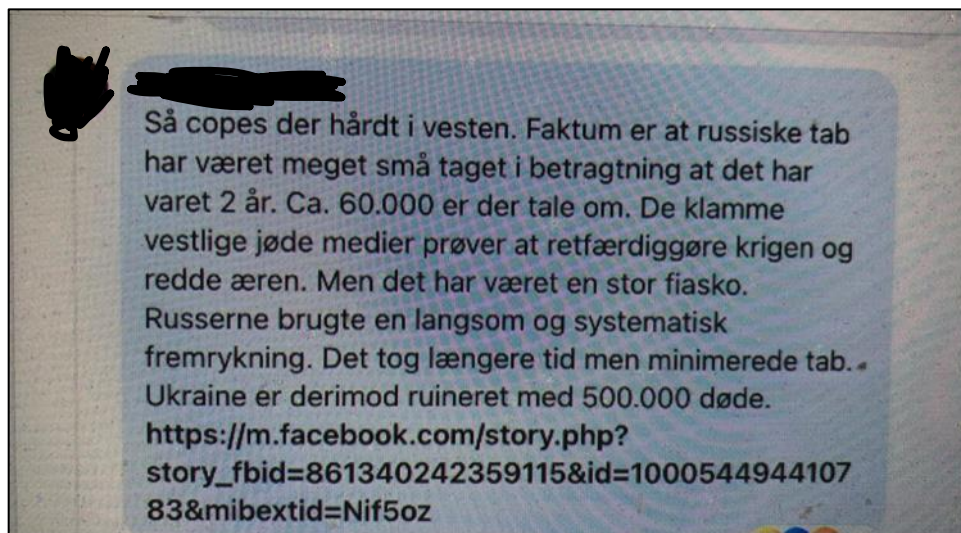 Så copes der hårdt i vesten. Faktum er at russiske tab
har været meget små taget i betragtning at det har
varet 2 år. Ca. 60.000 er der tale om. De klamme
vestlige jøde medier prøver at retfærdiggøre krigen og
redde æren. Men det har været en stor fiasko.
Russerne brugte en langsom og systematisk
fremrykning. Det tog længere tid men minimerede tab.
Ukraine er derimod ruineret med 500.000 døde.
https://m.facebook.com/story.php?
story_fbid=861340242359115&id=1000544944107
83&mibextid=Nif5oz